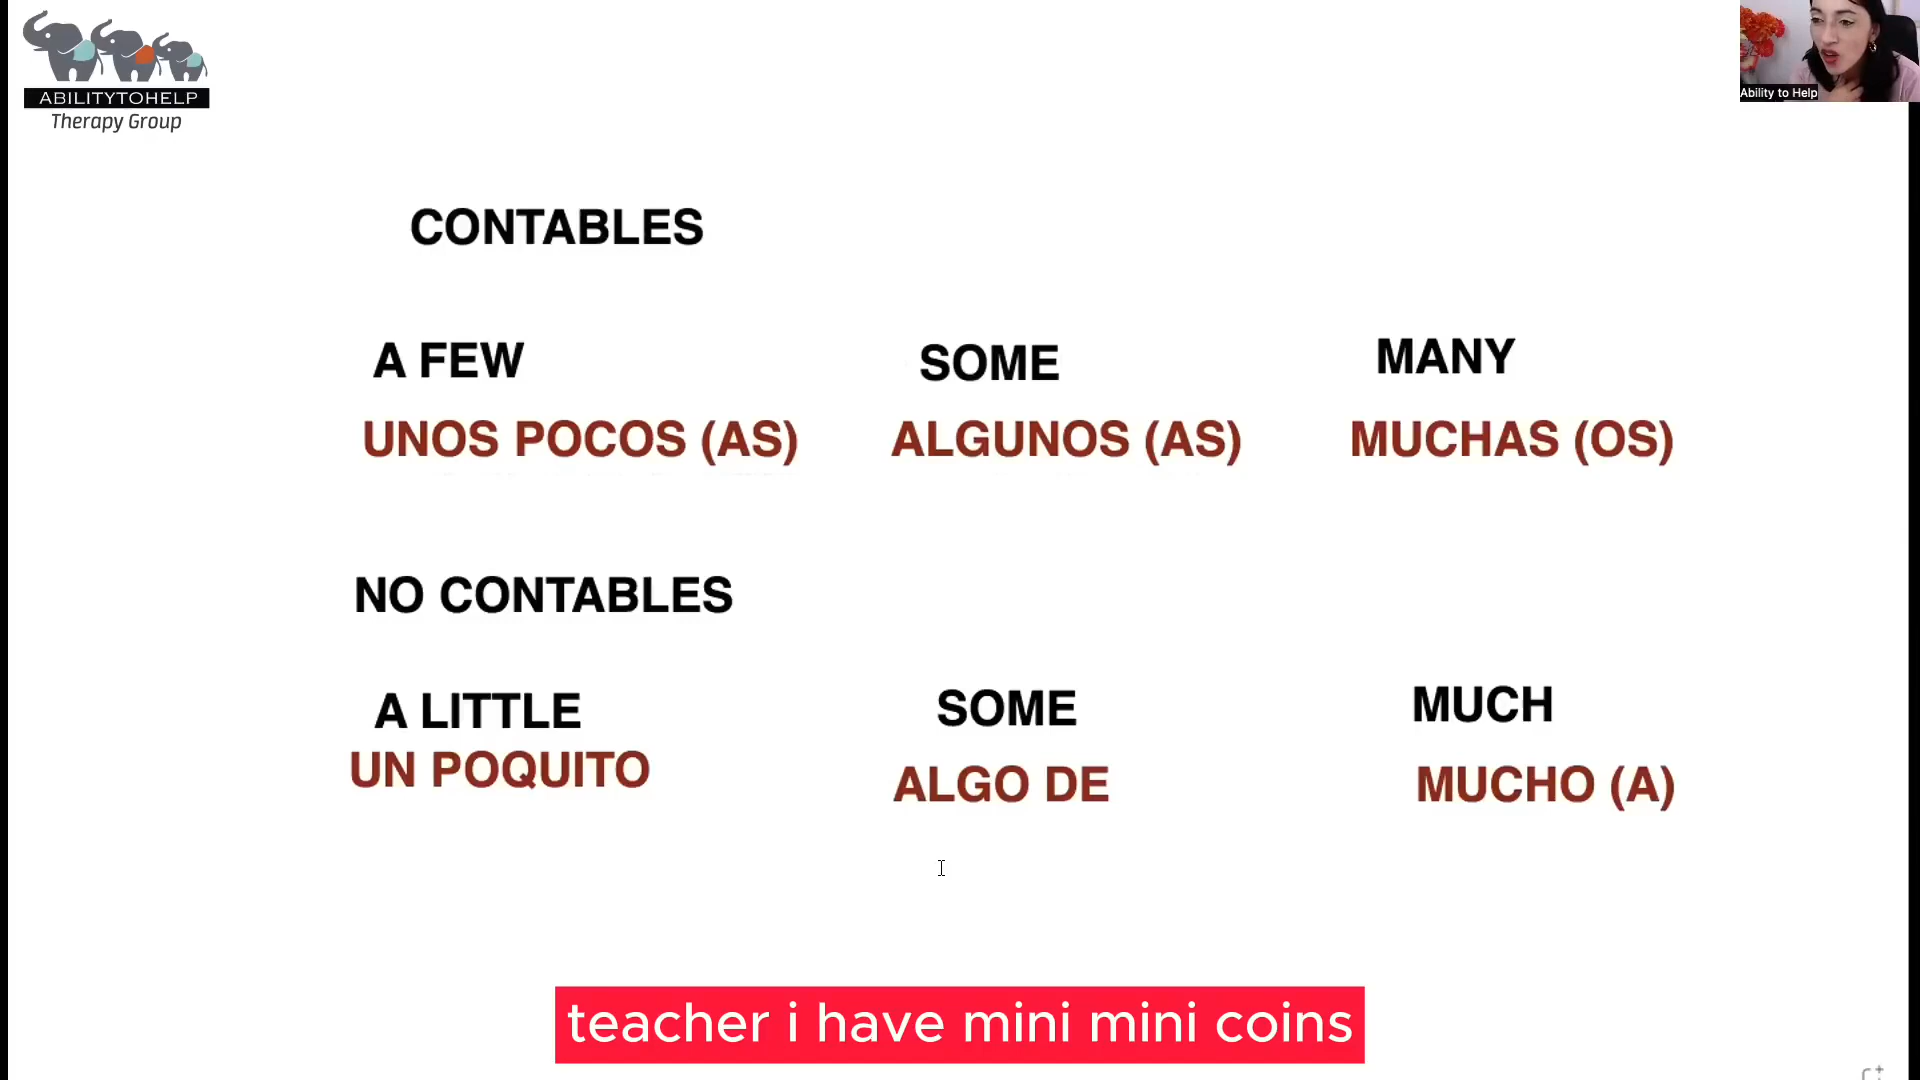 ABILITYTOHELP
Therapy Group
Ability to Help
CONTABLES
A FEW
SOME
MANY
UNOS POCOS (AS)
ALGUNOS (AS)
MUCHAS (OS)
NO CONTABLES
A LITTLE
SOME
MUCH
UN POQUITO
ALGO DE
MUCHO (A)
teacher i have mini mini coins